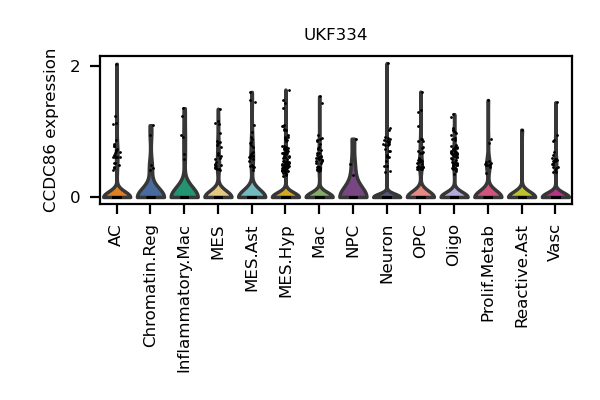 UKF334
CCDC86 expression
2
0
AC
Chromatin.Reg
Inflammatory.Mac
MES
MES.Ast
MES.Hyp
Mac
NPC
Neuron
OPC
Oligo
Prolif.Metab
Reactive.Ast
Vasc